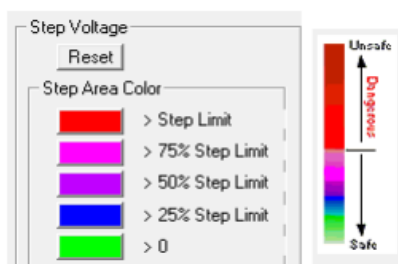 Step Voltage
Reset
Step Area Color
> Step Limit
> 75% Step Limit
> 50% Step Limit
> 25% Step Limit
> 0
Unsafe
Dangerous
Safe